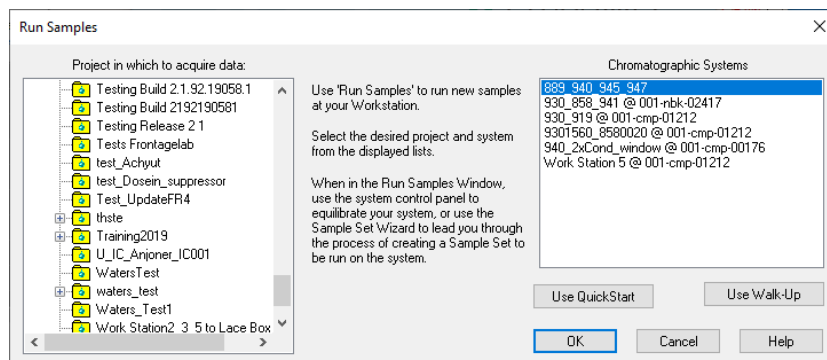 Run Samples
Project in which to acquire data:
Testing Build 2.1.92.19058.1
Testing Build 2192190581
Testing Release 2 1
Tests Frontagelab
test_Achyut
test_Dosein_suppressor
Test_UpdateFR4
thste
Training2019
U_IC_Anjoner_IC001
WatersTest
waters_test
Waters_Test1
Work Station2 3 5 to Lace Box
Use 'Run Samples' to run new samples
at your Workstation.
Select the desired project and system
from the displayed lists.
When in the Run Samples Window,
use the system control panel to
equilibrate your system, or use the
Sample Set Wizard to lead you through
the process of creating a Sample Set to
be run on the system.
Chromatographic Systems
889_940_945_947
930_858_941 @ 001-nbk-02417
930_919 @ 001-cmp-01212
9301560_8580020 @ 001-cmp-01212
940_2xCond_window @ 001-cmp-00176
Work Station 5 @ 001-cmp-01212
Use QuickStart
Use Walk-Up
OK
Cancel
Help